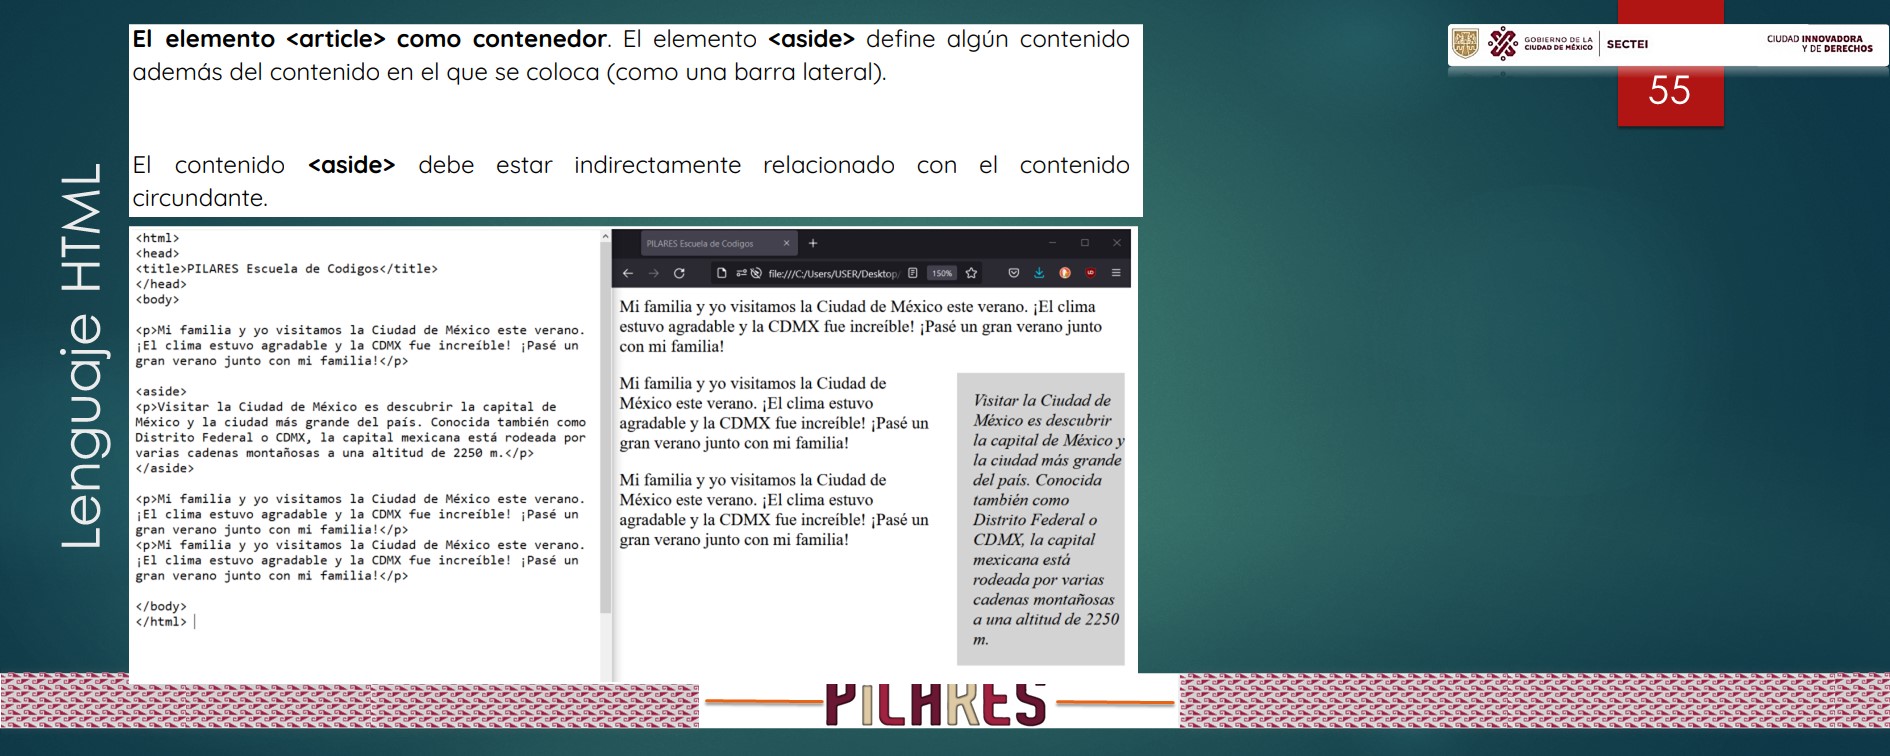 El elemento <article> como contenedor. El elemento <aside> define algún contenido
además del contenido en el que se coloca (como una barra lateral).
El contenido <aside> debe estar indirectamente relacionado con el contenido
circundante.
GOBIERNO DE LA
CIUDAD DE MÉXICO
SECTEI
CIUDAD INNOVADORA
Y DE DERECHOS
55
Lenguaje HTML
<html>
<head>
<title>PILARES Escuela de Codigos</title>
</head>
<body>
<p>Mi familia y yo visitamos la Ciudad de México este verano.
¡El clima estuvo agradable y la CDMX fue increíble! ¡Pasé un
gran verano junto con mi familia!</p>
<aside>
<p>Visitar la Ciudad de México es descubrir la capital de
México y la ciudad más grande del país. Conocida también como
Distrito Federal o CDMX, la capital mexicana está rodeada por
varias cadenas montañosas a una altitud de 2250 m.</p>
</aside>
<p>Mi familia y yo visitamos la Ciudad de México este verano.
¡El clima estuvo agradable y la CDMX fue increíble! ¡Pasé un
gran verano junto con mi familia!</p>
<p>Mi familia y yo visitamos la Ciudad de México este verano.
¡El clima estuvo agradable y la CDMX fue increíble! ¡Pasé un
gran verano junto con mi familia!</p>
</body>
</html>
PILARES Escuela de Codigos
file:///C:/Users/USER/Desktop/
150%
Mi familia y yo visitamos la Ciudad de México este verano. ¡El clima
estuvo agradable y la CDMX fue increíble! ¡Pasé un gran verano junto
con mi familia!
Mi familia y yo visitamos la Ciudad de
México este verano. ¡El clima estuvo
agradable y la CDMX fue increíble! ¡Pasé un
gran verano junto con mi familia!
Mi familia y yo visitamos la Ciudad de
México este verano. ¡El clima estuvo
agradable y la CDMX fue increíble! ¡Pasé un
gran verano junto con mi familia!
Visitar la Ciudad de
México es descubrir
la capital de México y
la ciudad más grande
del país. Conocida
también como
Distrito Federal o
CDMX, la capital
mexicana está
rodeada por varias
cadenas montañosas
a una altitud de 2250
m.
PILARES